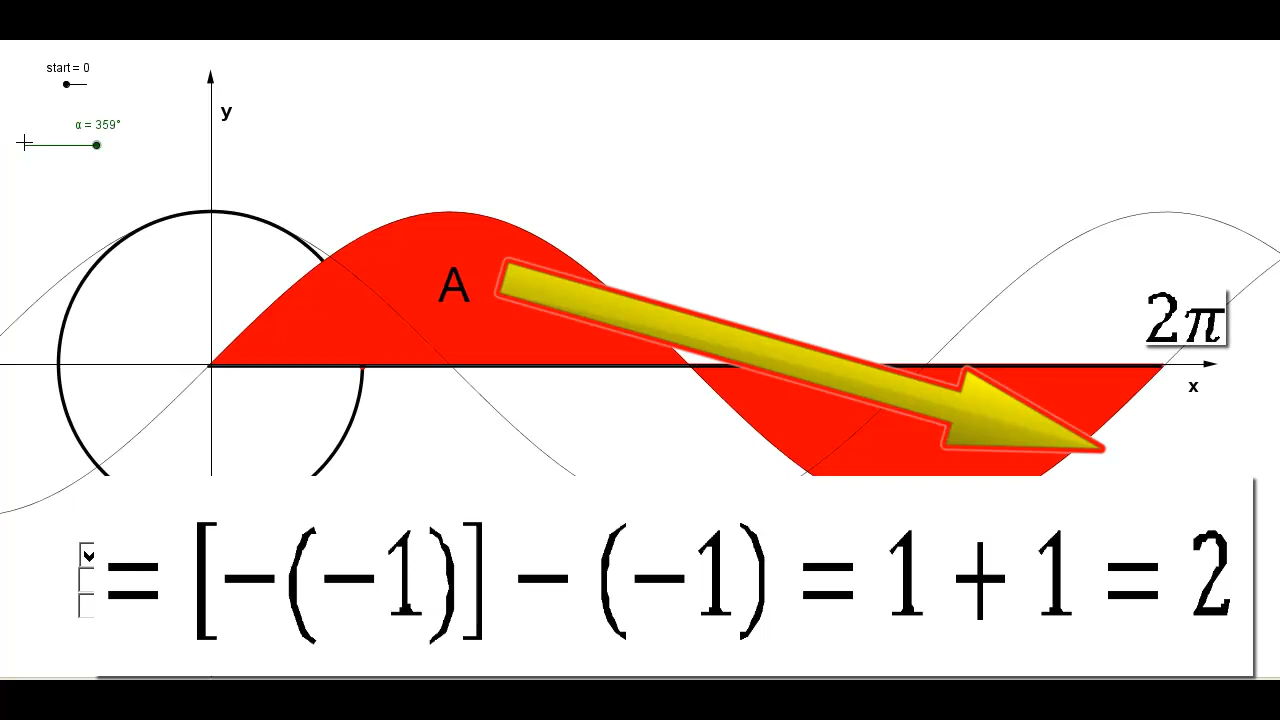 start = 0
y
α = 359°
A
2π
x
= [−(−1)] − (−1) = 1 + 1 = 2